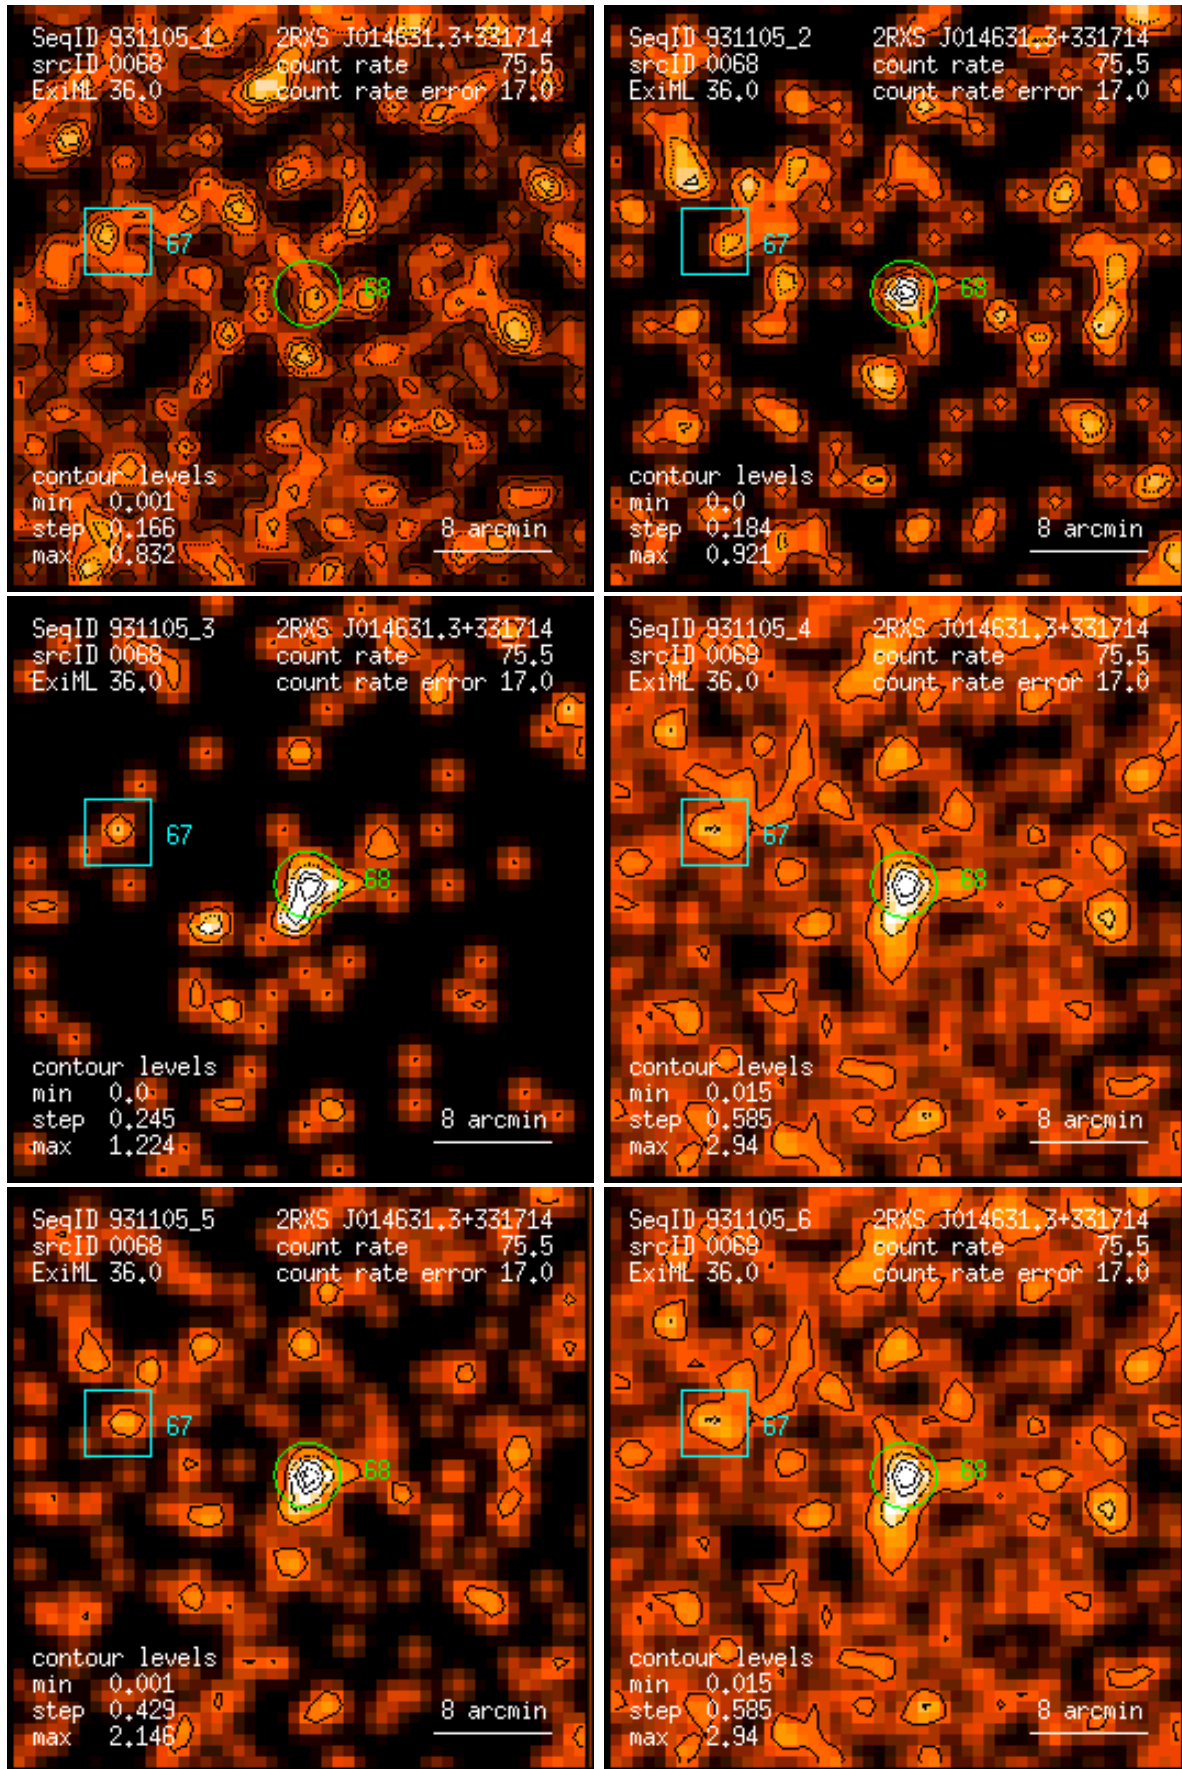 SeqID 931105_1 2RXS J014631.3+331714
srcID 0068 count rate 75.5
ExiML 36.0 count rate error 17.0
67
68
contour levels
min 0.001
step 0.166 8 arcmin
max 0.832
SeqID 931105_2 2RXS J014631.3+331714
srcID 0068 count rate 75.5
ExiML 36.0 count rate error 17.0
67
68
contour levels
min 0.0
step 0.184 8 arcmin
max 0.921
SeqID 931105_3 2RXS J014631.3+331714
srcID 0068 count rate 75.5
ExiML 36.0 count rate error 17.0
67
68
contour levels
min 0.0
step 0.245 8 arcmin
max 1.224
SeqID 931105_4 2RXS J014631.3+331714
srcID 0068 count rate 75.5
ExiML 36.0 count rate error 17.0
67
68
contour levels
min 0.015
step 0.585 8 arcmin
max 2.94
SeqID 931105_5 2RXS J014631.3+331714
srcID 0068 count rate 75.5
ExiML 36.0 count rate error 17.0
67
68
contour levels
min 0.001
step 0.429 8 arcmin
max 2.146
SeqID 931105_6 2RXS J014631.3+331714
srcID 0068 count rate 75.5
ExiML 36.0 count rate error 17.0
67
68
contour levels
min 0.015
step 0.585 8 arcmin
max 2.94